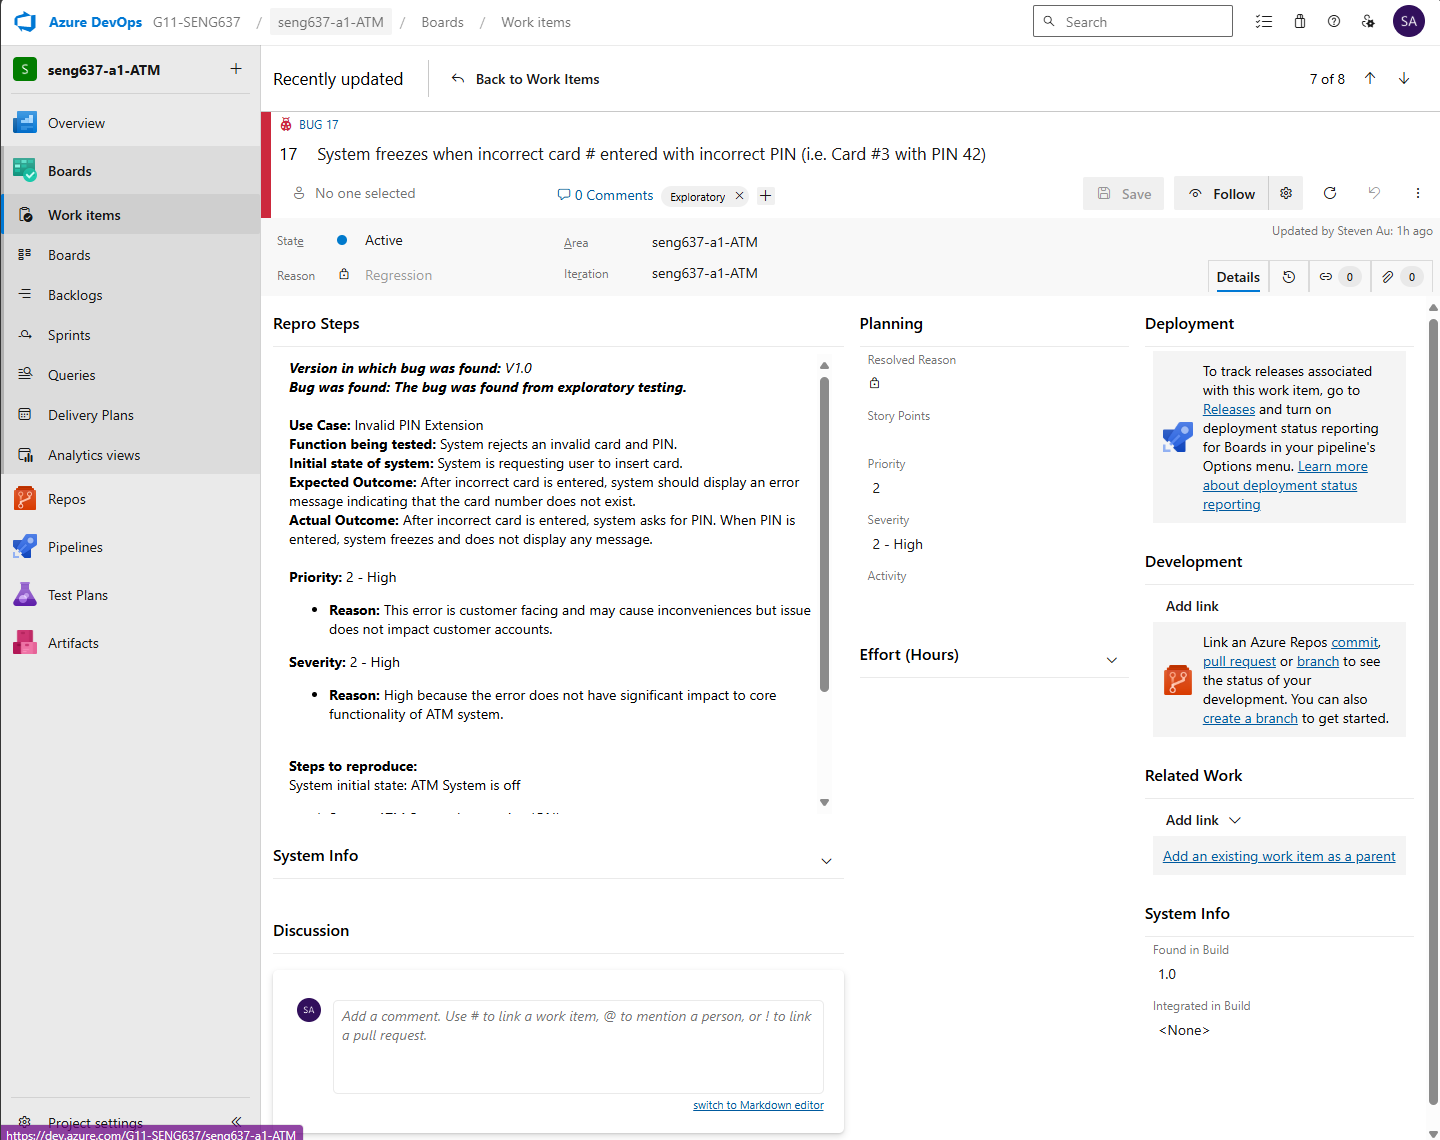 Azure DevOps G11-SENG637 / seng637-a1-ATM / Boards / Work items
Search
SA
S seng637-a1-ATM
Overview
Boards
Work items
Boards
Backlogs
Sprints
Queries
Delivery Plans
Analytics views
Repos
Pipelines
Test Plans
Artifacts
Project settings
https://dev.azure.com/G11-SENG637/seng637-a1-ATM
Recently updated
Back to Work Items
7 of 8
BUG 17
17 System freezes when incorrect card # entered with incorrect PIN (i.e. Card #3 with PIN 42)
No one selected
0 Comments
Exploratory
Save
Follow
State Active
Area seng637-a1-ATM
Updated by Steven Au: 1h ago
Reason Regression
Iteration seng637-a1-ATM
Details
0
0
Repro Steps
Version in which bug was found: V1.0
Bug was found: The bug was found from exploratory testing.
Use Case: Invalid PIN Extension
Function being tested: System rejects an invalid card and PIN.
Initial state of system: System is requesting user to insert card.
Expected Outcome: After incorrect card is entered, system should display an error
message indicating that the card number does not exist.
Actual Outcome: After incorrect card is entered, system asks for PIN. When PIN is
entered, system freezes and does not display any message.
Priority: 2 - High
• Reason: This error is customer facing and may cause inconveniences but issue
does not impact customer accounts.
Severity: 2 - High
• Reason: High because the error does not have significant impact to core
functionality of ATM system.
Steps to reproduce:
System initial state: ATM System is off
System Info
Discussion
SA
Add a comment. Use # to link a work item, @ to mention a person, or ! to link
a pull request.
switch to Markdown editor
Planning
Resolved Reason
Story Points
Priority
2
Severity
2 - High
Activity
Effort (Hours)
Deployment
To track releases associated
with this work item, go to
Releases and turn on
deployment status reporting
for Boards in your pipeline's
Options menu. Learn more
about deployment status
reporting
Development
Add link
Link an Azure Repos commit,
pull request or branch to see
the status of your
development. You can also
create a branch to get started.
Related Work
Add link
Add an existing work item as a parent
System Info
Found in Build
1.0
Integrated in Build
<None>